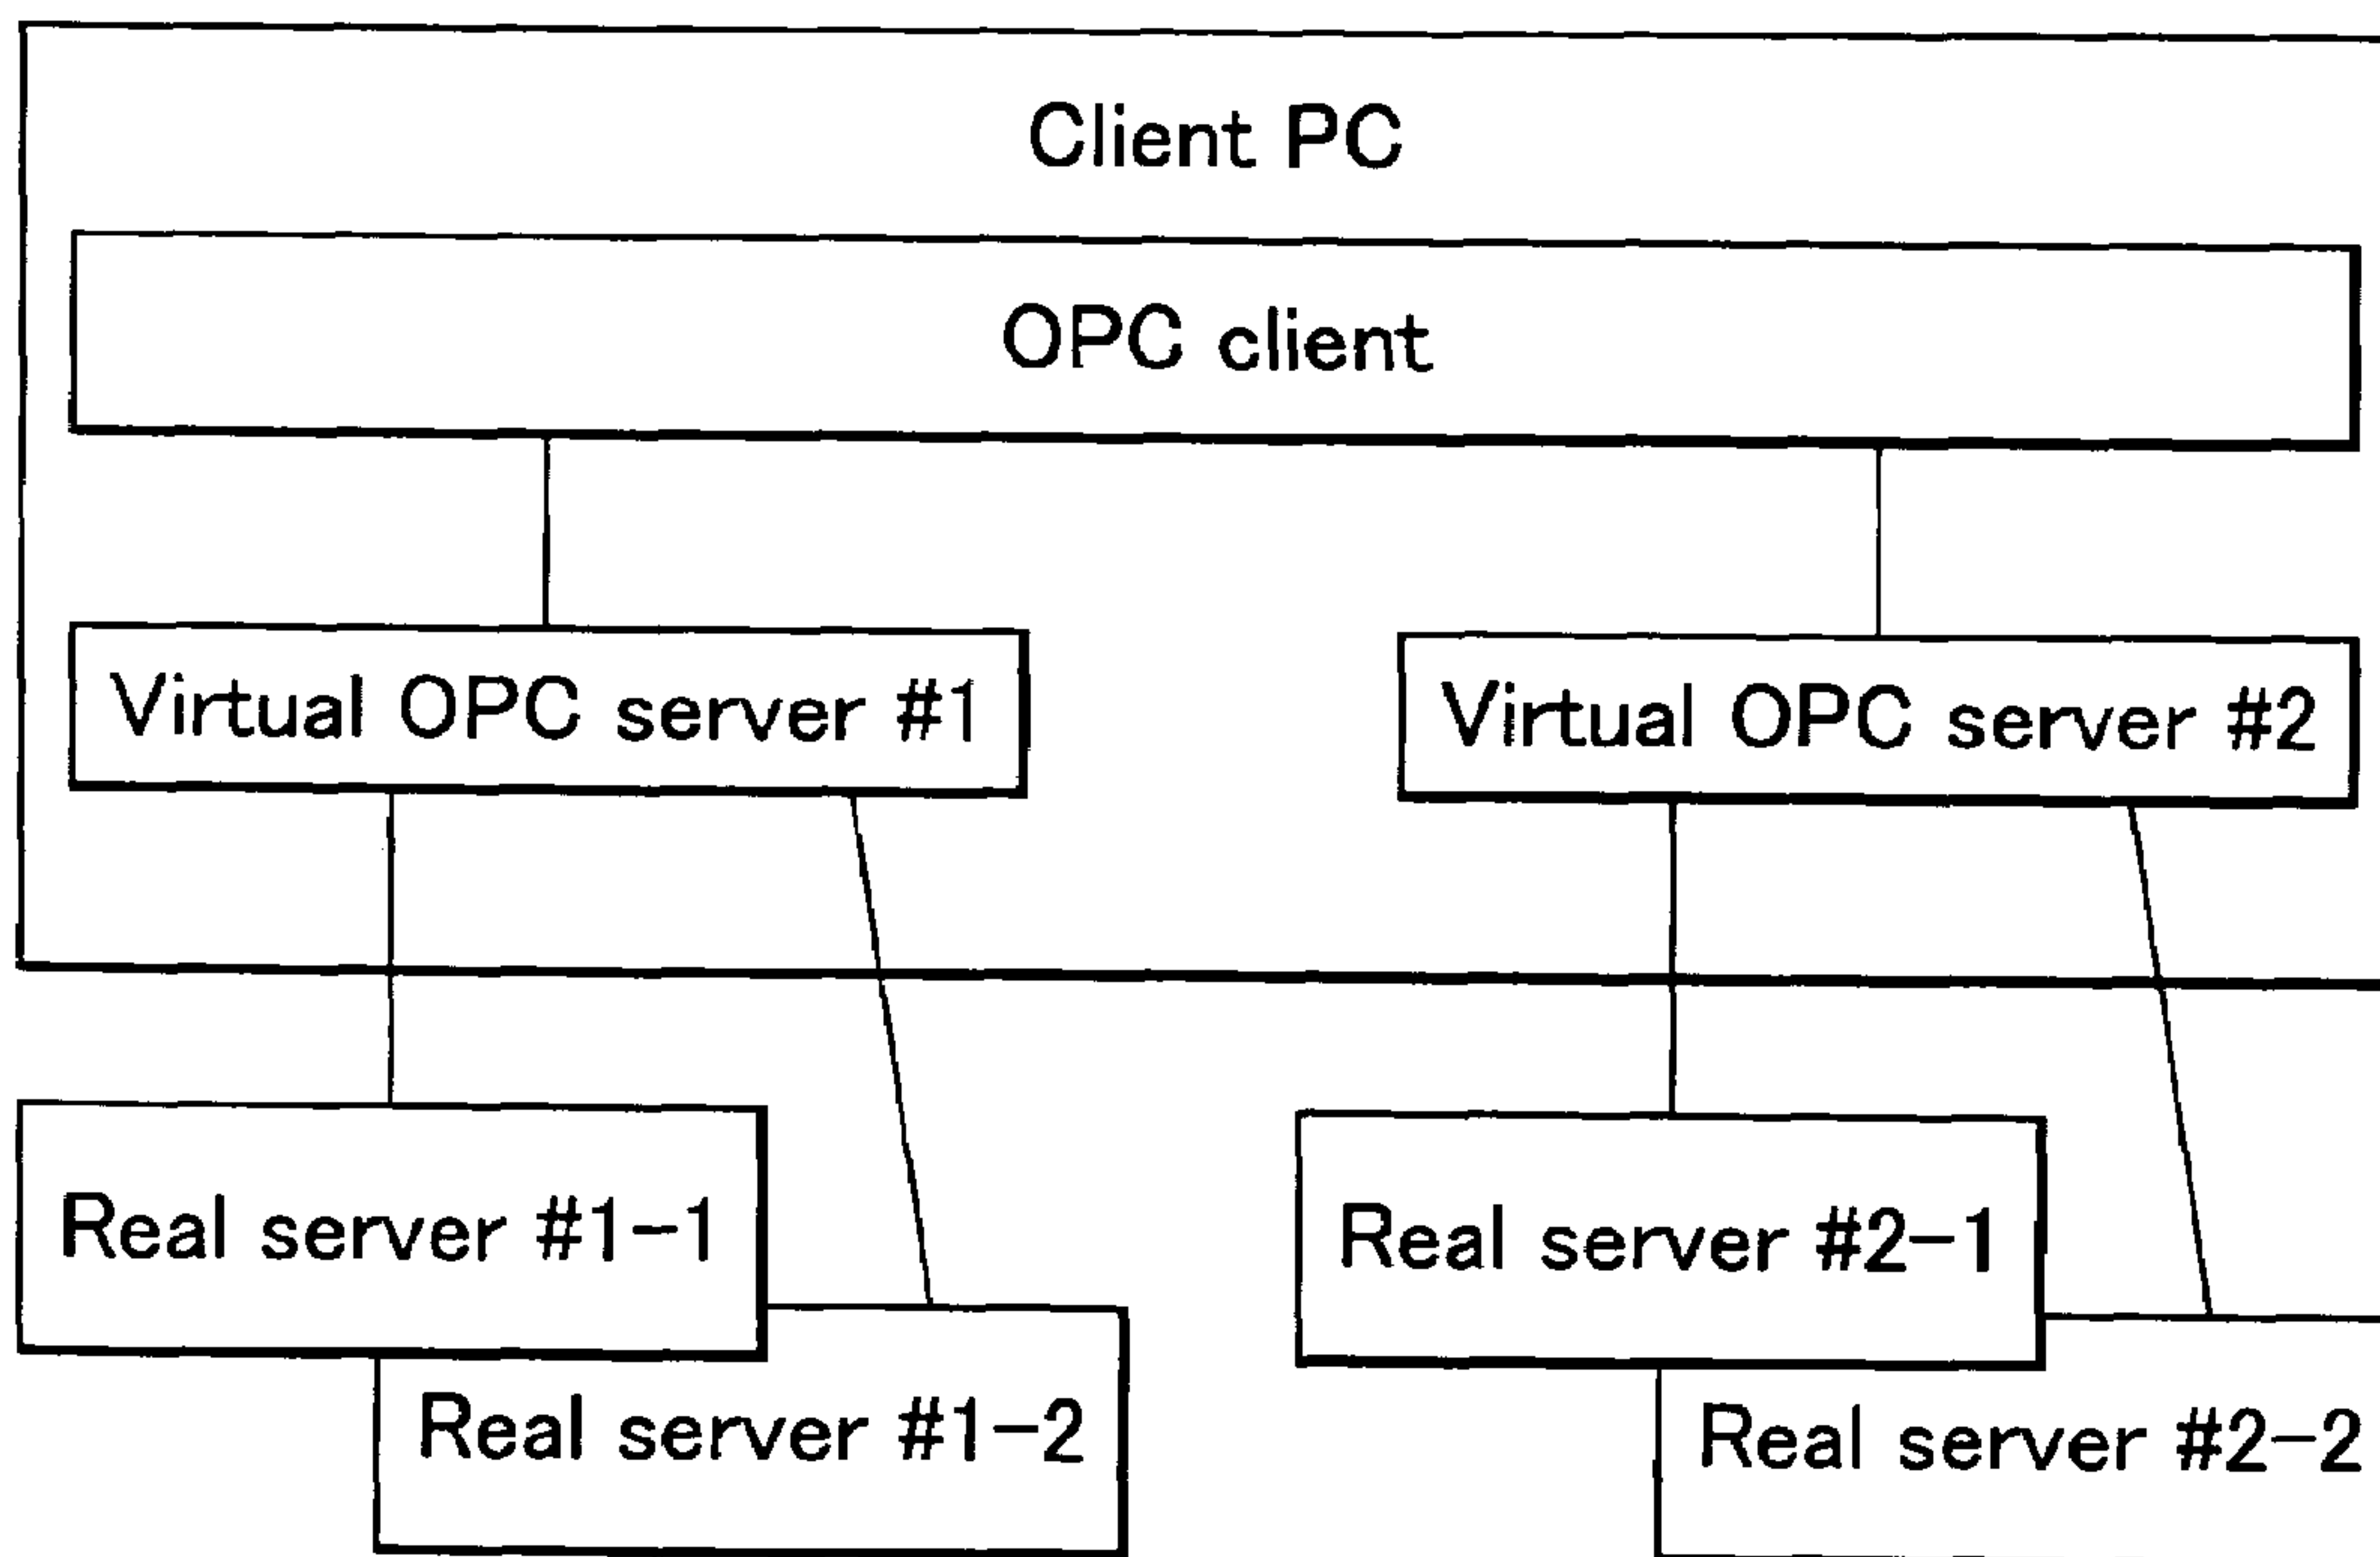 Client PC
OPC client
Virtual OPC server #1
Virtual OPC server #2
Real server #1-1
Real server #2-1
Real server #1-2
Real server #2-2